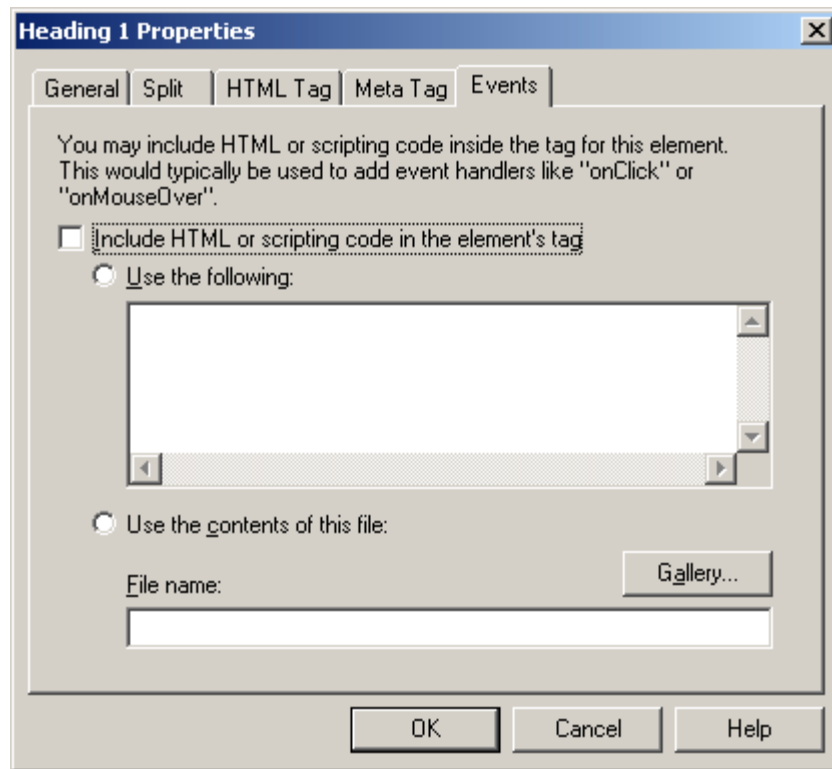 Heading 1 Properties
General Split HTML Tag Meta Tag Events
You may include HTML or scripting code inside the tag for this element.
This would typically be used to add event handlers like "onClick" or
"onMouseOver".
Include HTML or scripting code in the element's tag
Use the following:
Use the contents of this file:
Gallery...
File name:
OK Cancel Help